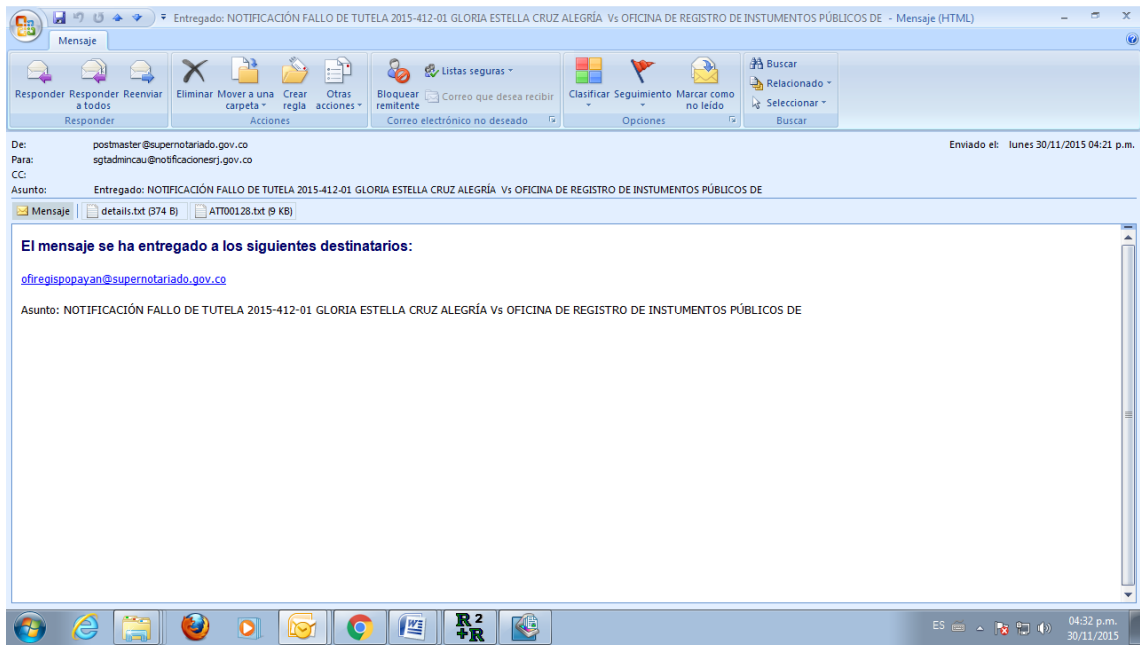 Entregado: NOTIFICACIÓN FALLO DE TUTELA 2015-412-01 GLORIA ESTELLA CRUZ ALEGRÍA Vs OFICINA DE REGISTRO DE INSTUMENTOS PÚBLICOS DE - Mensaje (HTML)
Mensaje
Responder Responder a todos Reenviar
Responder
Eliminar Mover a una carpeta Crear regla Otras acciones
Acciones
Bloquear remitente Listas seguras
Correo que desea recibir
Correo electrónico no deseado
Clasificar Seguimiento Marcar como no leído
Opciones
Buscar
Relacionado
Seleccionar
Buscar
De: postmaster@supernotariado.gov.co Enviado el: lunes 30/11/2015 04:21 p.m.
Para: sgtadmincau@notificacionesrj.gov.co
CC:
Asunto: Entregado: NOTIFICACIÓN FALLO DE TUTELA 2015-412-01 GLORIA ESTELLA CRUZ ALEGRÍA Vs OFICINA DE REGISTRO DE INSTUMENTOS PÚBLICOS DE
Mensaje details.txt (374 B) ATT00128.txt (9 KB)
El mensaje se ha entregado a los siguientes destinatarios:
ofiregispopayan@supernotariado.gov.co
Asunto: NOTIFICACIÓN FALLO DE TUTELA 2015-412-01 GLORIA ESTELLA CRUZ ALEGRÍA Vs OFICINA DE REGISTRO DE INSTUMENTOS PÚBLICOS DE
R2+R
ES 04:32 p.m.
30/11/2015